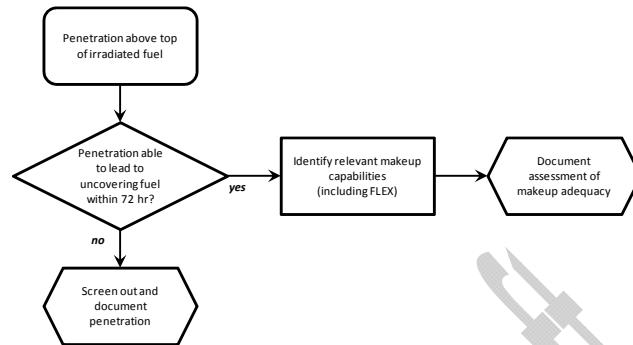 Penetration above top
of irradiated fuel
Penetration able
to lead to
uncovering fuel
within 72 hr?
yes
Identify relevant makeup
capabilities
(including FLEX)
Document
assessment of
makeup adequacy
no
Screen out and
document
penetration